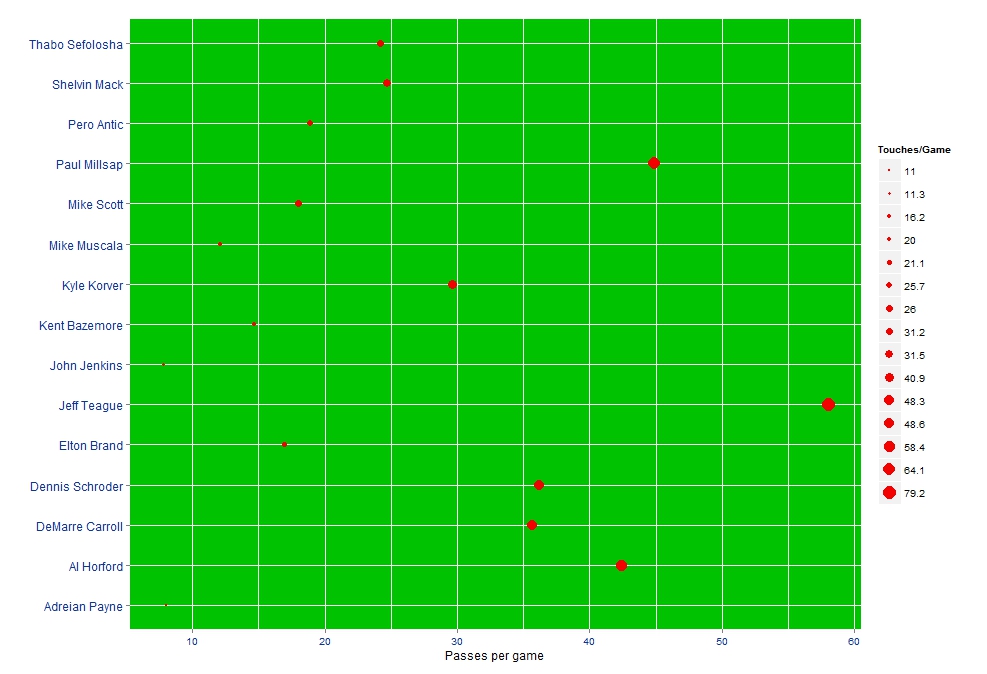 Thabo Sefolosha
Shelvin Mack
Pero Antic
Paul Millsap
Mike Scott
Mike Muscala
Kyle Korver
Kent Bazemore
John Jenkins
Jeff Teague
Elton Brand
Dennis Schroder
DeMarre Carroll
Al Horford
Adreian Payne
10 20 30 40 50 60
Passes per game
Touches/Game
11
11.3
16.2
20
21.1
25.7
26
31.2
31.5
40.9
48.3
48.6
58.4
64.1
79.2